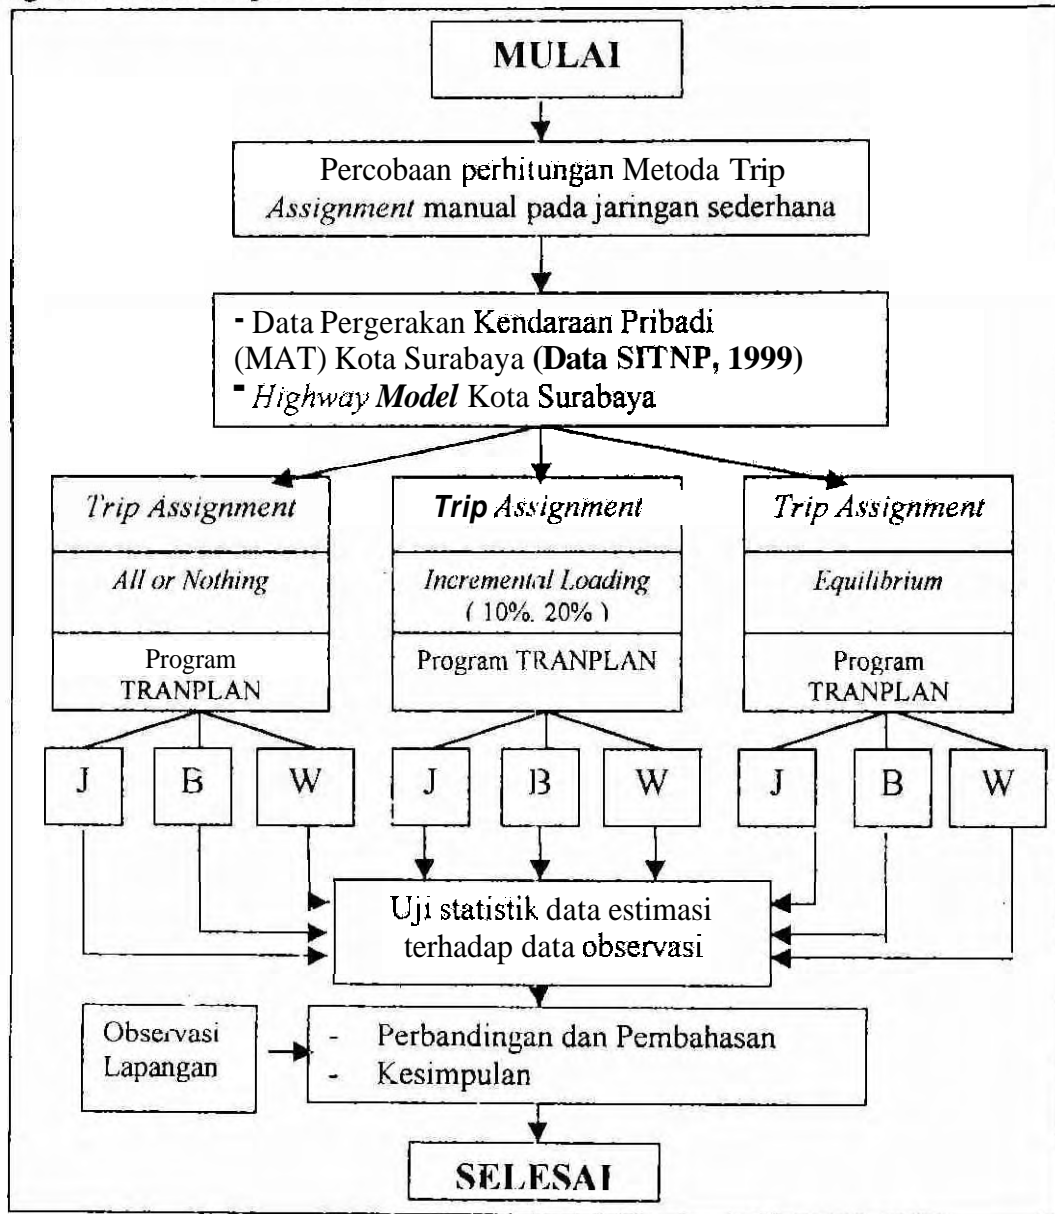 MULAI
Percobaan perhitungan Metoda Trip
Assignment manual pada jaringan sederhana
- Data Pergerakan Kendaraan Pribadi
(MAT) Kota Surabaya (Data SITNP, 1999)
- Highway Model Kota Surabaya
Trip Assignment
All or Nothing
Program
TRANPLAN
Trip Assignment
Incremental Loading
( 10%. 20% )
Program TRANPLAN
Trip Assignment
Equilibrium
Program
TRANPLAN
J B W J B W J B W
Uji statistik data estimasi
terhadap data observasi
Observasi
Lapangan
- Perbandingan dan Pembahasan
- Kesimpulan
SELESAI